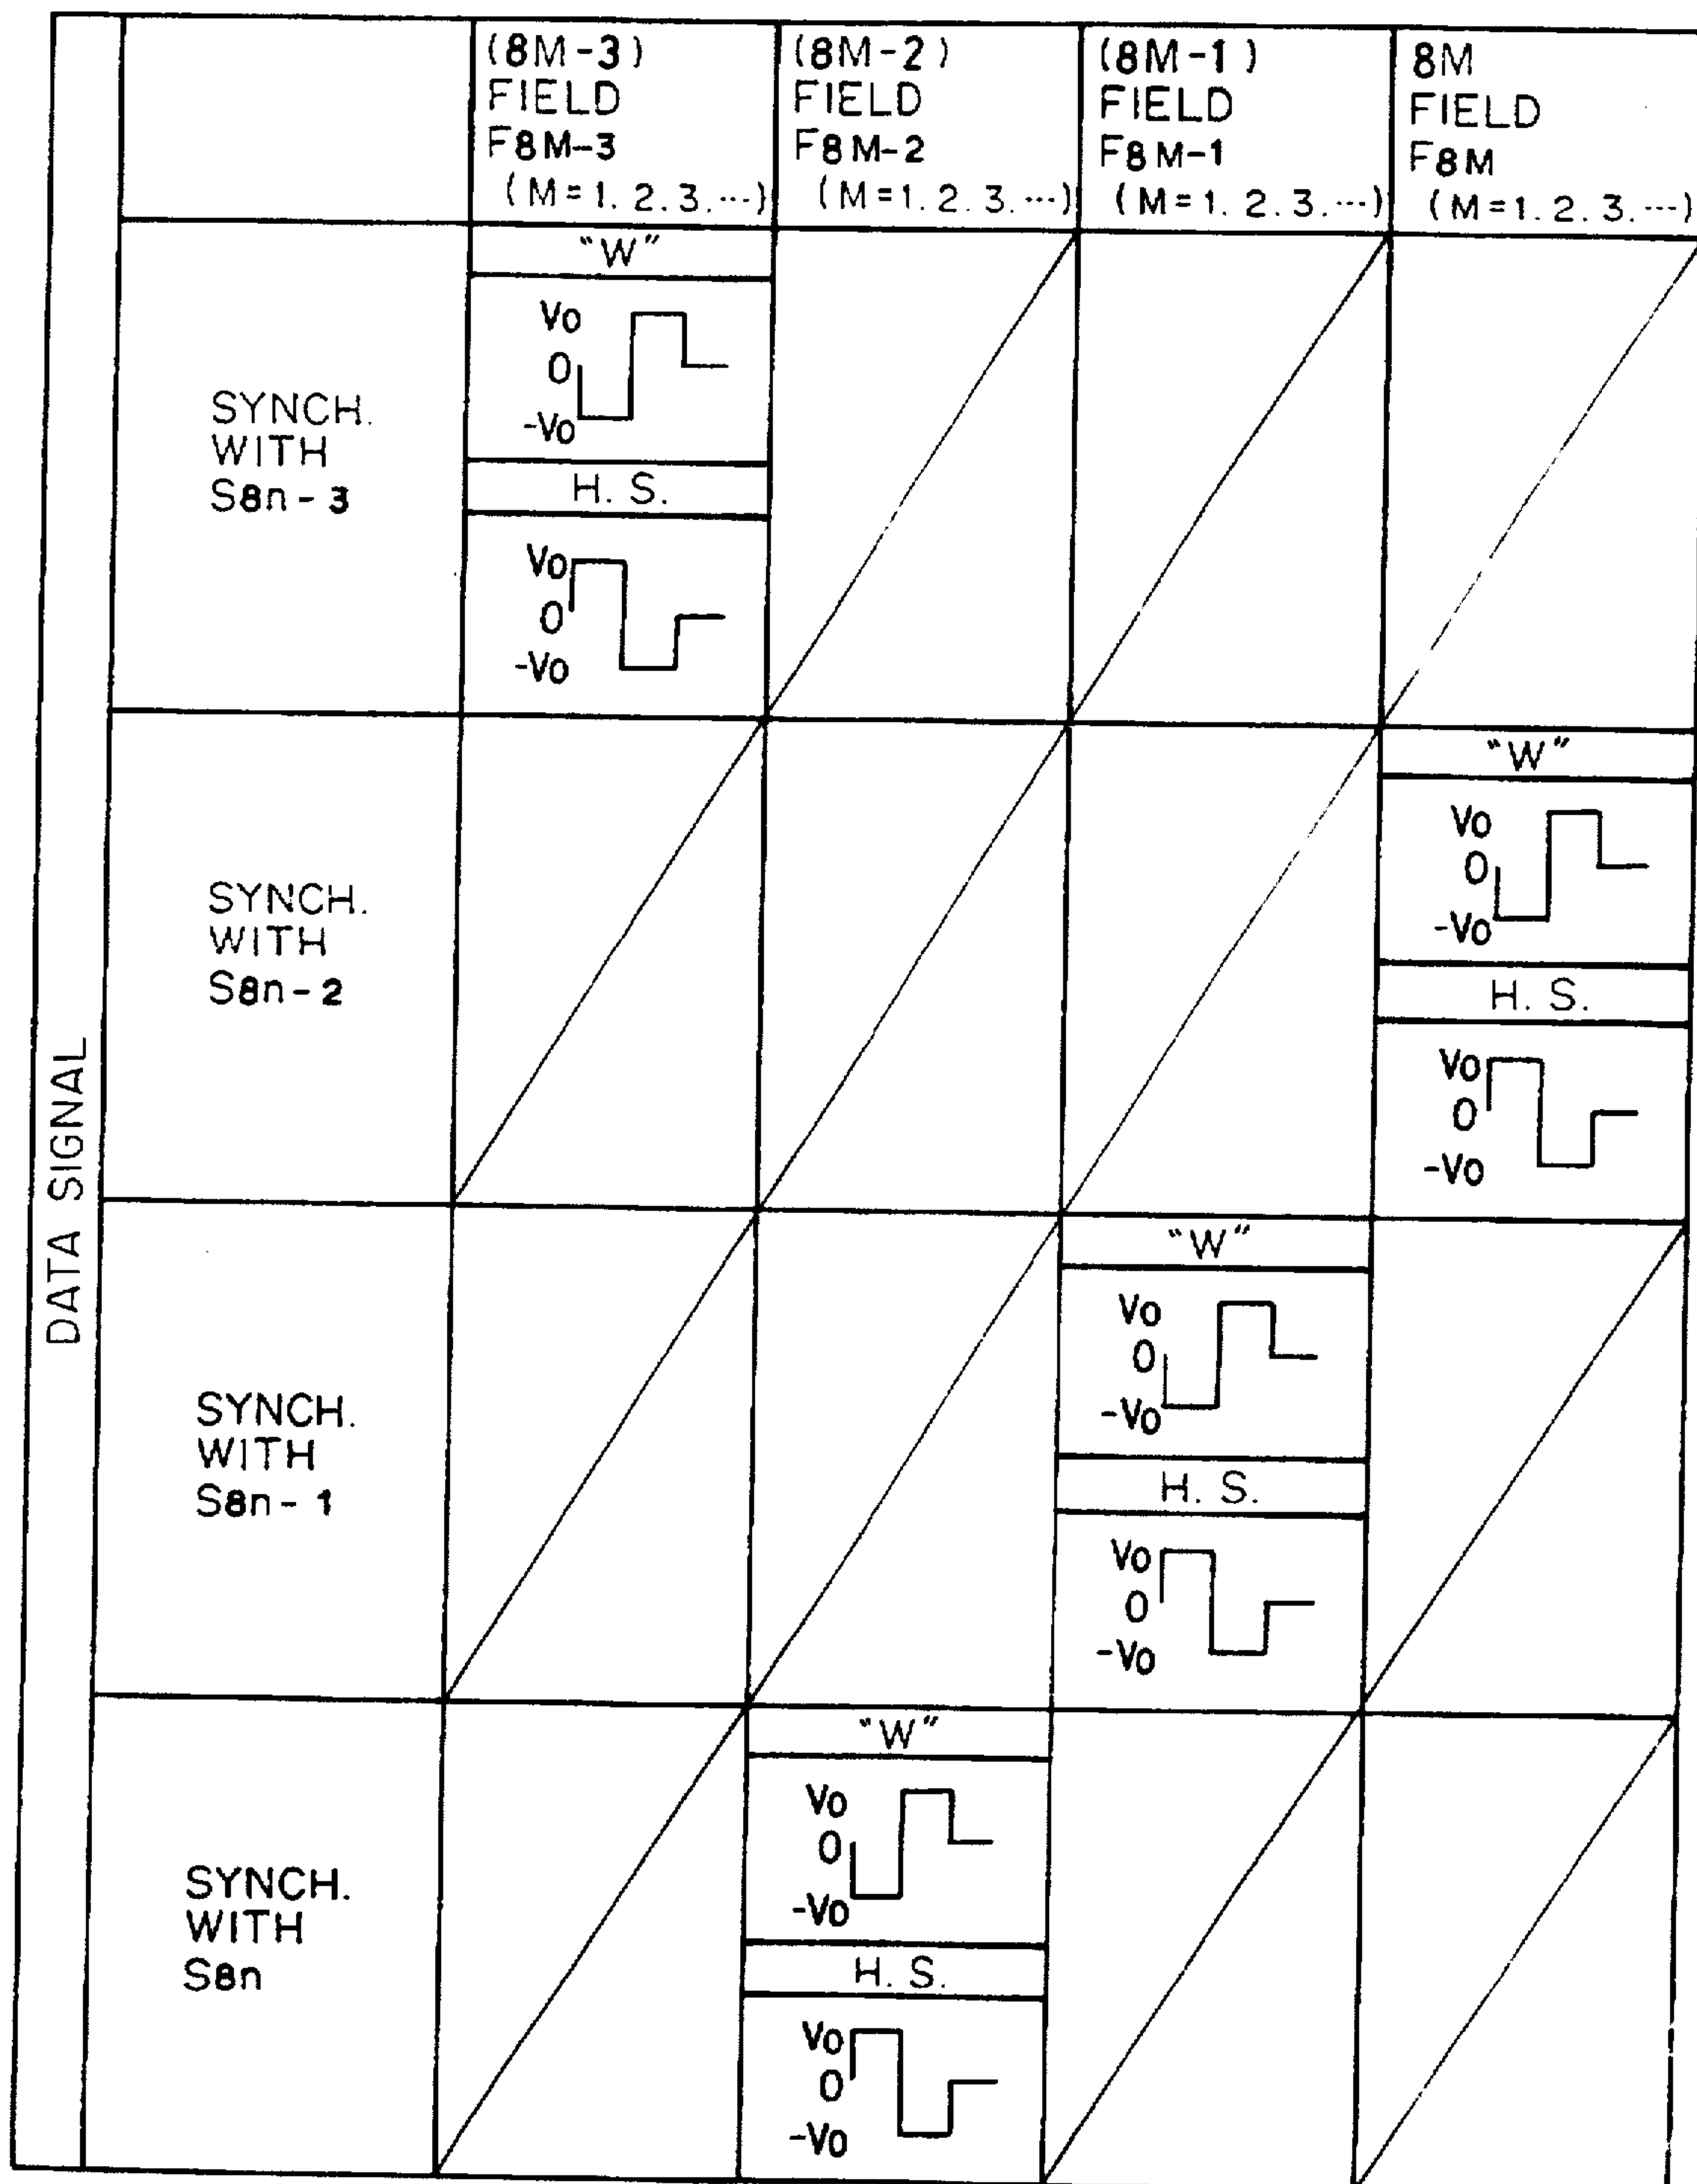 (8M-3)
FIELD
F8M-3
(M=1.2.3.…)
(8M-2)
FIELD
F8M-2
(M=1.2.3.…)
(8M-1)
FIELD
F8M-1
(M=1.2.3.…)
8M
FIELD
F8M
(M=1.2.3.…)
DATA SIGNAL
SYNCH.
WITH
S8n-3
"W"
Vo
0
-Vo
H. S.
Vo
0
-Vo
SYNCH.
WITH
S8n-2
"W"
Vo
0
-Vo
H. S.
Vo
0
-Vo
SYNCH.
WITH
S8n-1
"W"
Vo
0
-Vo
H. S.
Vo
0
-Vo
SYNCH.
WITH
S8n
"W"
Vo
0
-Vo
H. S.
Vo
0
-Vo